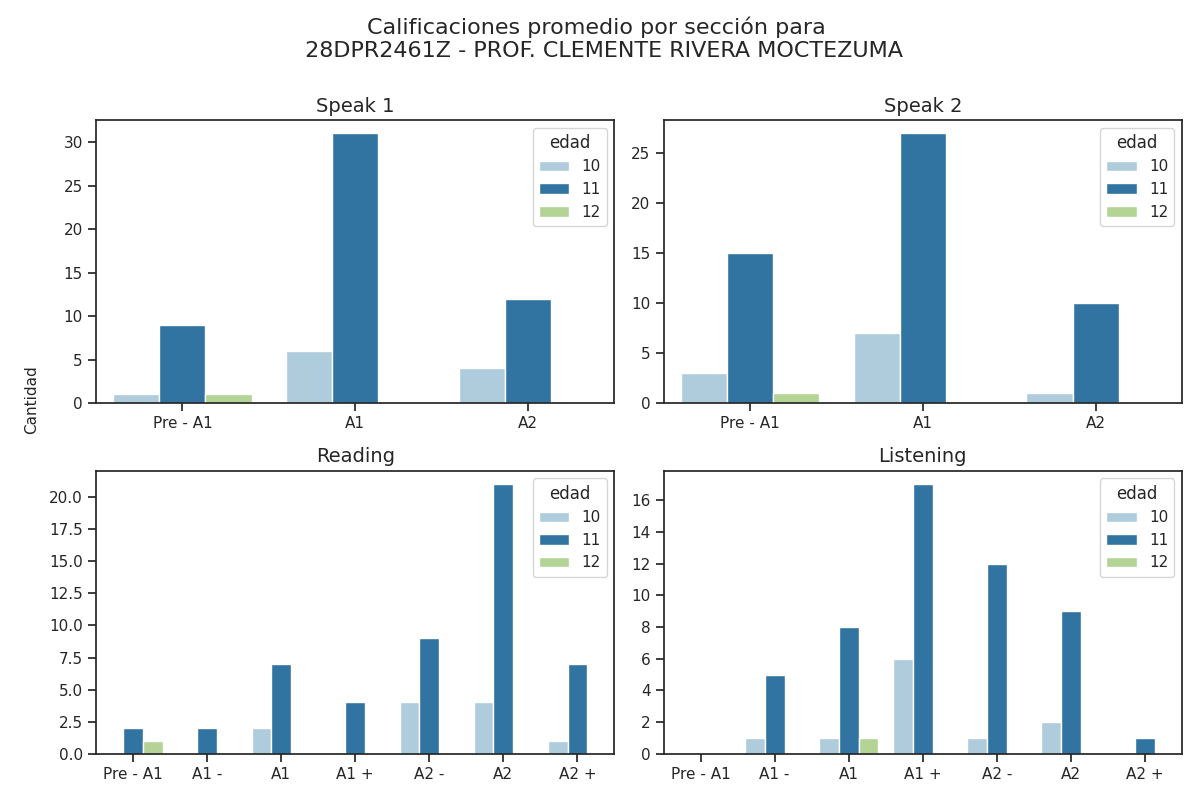 Calificaciones promedio por sección para
28DPR2461Z - PROF. CLEMENTE RIVERA MOCTEZUMA
Cantidad
Speak 1
30
25
20
15
10
5
0
Pre - A1
A1
A2
edad
10
11
12
Speak 2
25
20
15
10
5
0
Pre - A1
A1
A2
edad
10
11
12
Reading
20.0
17.5
15.0
12.5
10.0
7.5
5.0
2.5
0.0
Pre - A1
A1 -
A1
A1 +
A2 -
A2
A2 +
edad
10
11
12
Listening
16
14
12
10
8
6
4
2
0
Pre - A1
A1 -
A1
A1 +
A2 -
A2
A2 +
edad
10
11
12